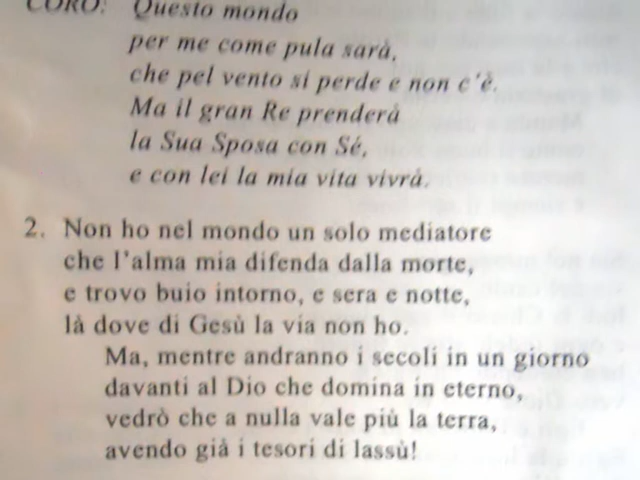 CORO: Questo mondo
per me come pula sarà,
che pel vento si perde e non c'è.
Ma il gran Re prenderà
la Sua Sposa con Sé,
e con lei la mia vita vivrà.
2. Non ho nel mondo un solo mediatore
che l'alma mia difenda dalla morte,
e trovo buio intorno, e sera e notte,
là dove di Gesù la via non ho.
Ma, mentre andranno i secoli in un giorno
davanti al Dio che domina in eterno,
vedrò che a nulla vale più la terra,
avendo già i tesori di lassù!